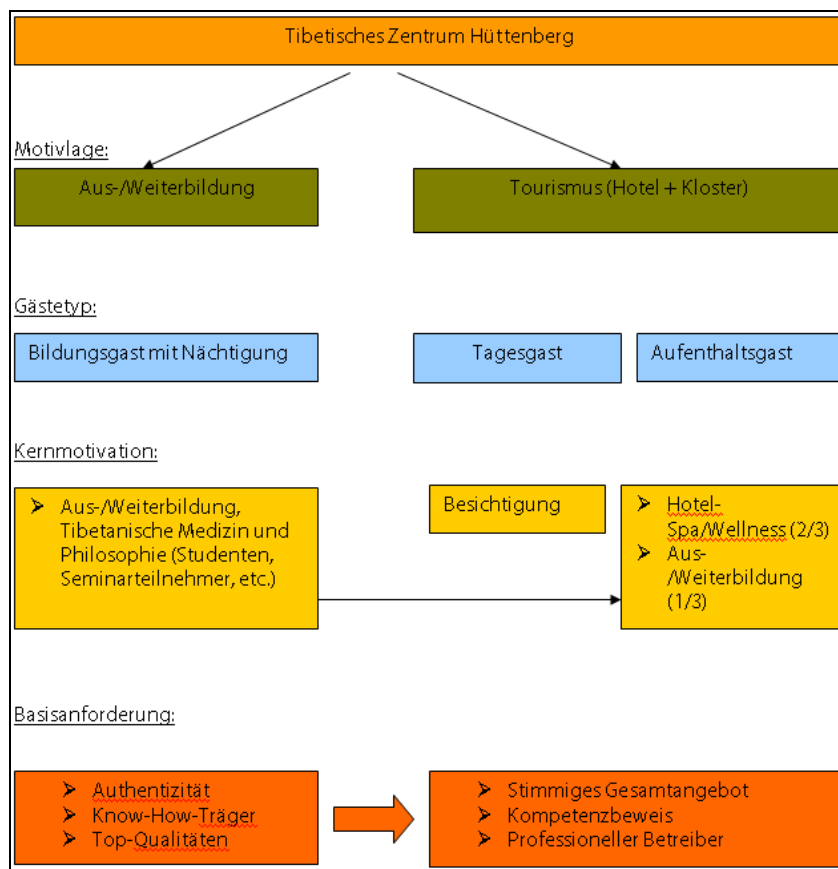 Tibetisches Zentrum Hüttenberg
Motivlage:
Aus-/Weiterbildung
Tourismus (Hotel + Kloster)
Gästetyp:
Bildungsgast mit Nächtigung
Tagesgast
Aufenthaltsgast
Kernmotivation:
➢ Aus-/Weiterbildung,
Tibetanische Medizin und
Philosophie (Studenten,
Seminarteilnehmer, etc.)
Besichtigung
➢ Hotel-
Spa/Wellness (2/3)
➢ Aus-
/Weiterbildung
(1/3)
Basisanforderung:
➢ Authentizität
➢ Know-How-Träger
➢ Top-Qualitäten
➢ Stimmiges Gesamtangebot
➢ Kompetenzbeweis
➢ Professioneller Betreiber